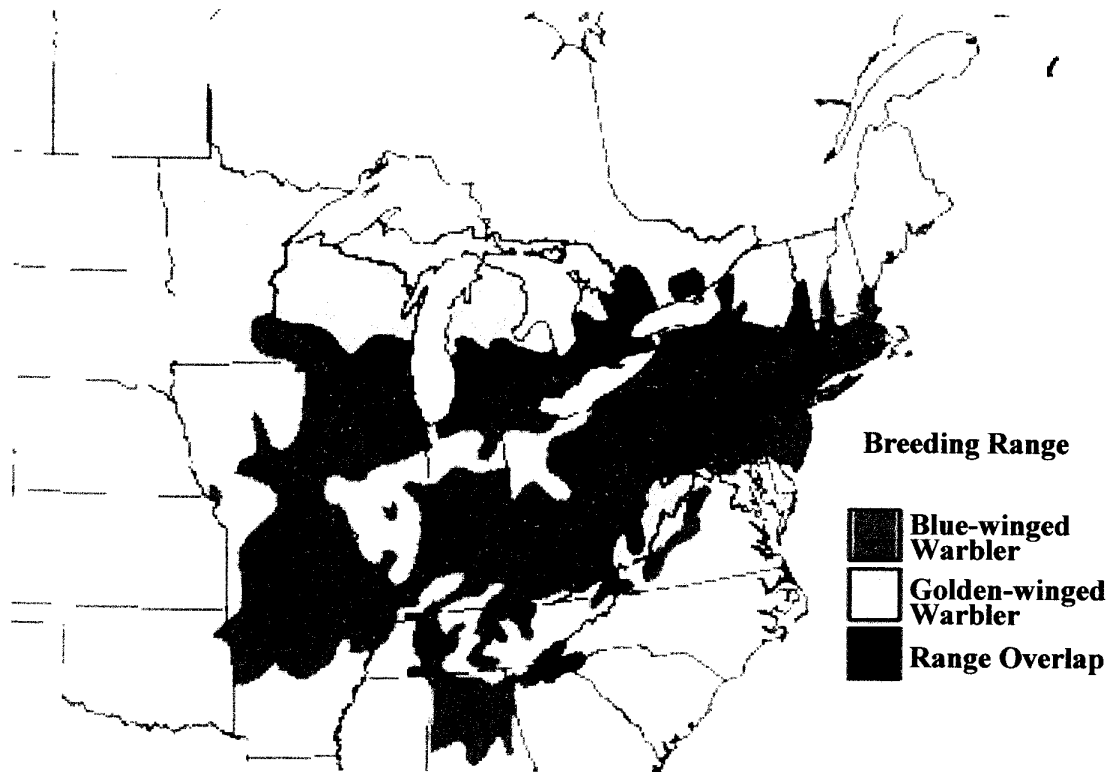 Breeding Range
Blue-winged
Warbler
Golden-winged
Warbler
Range Overlap